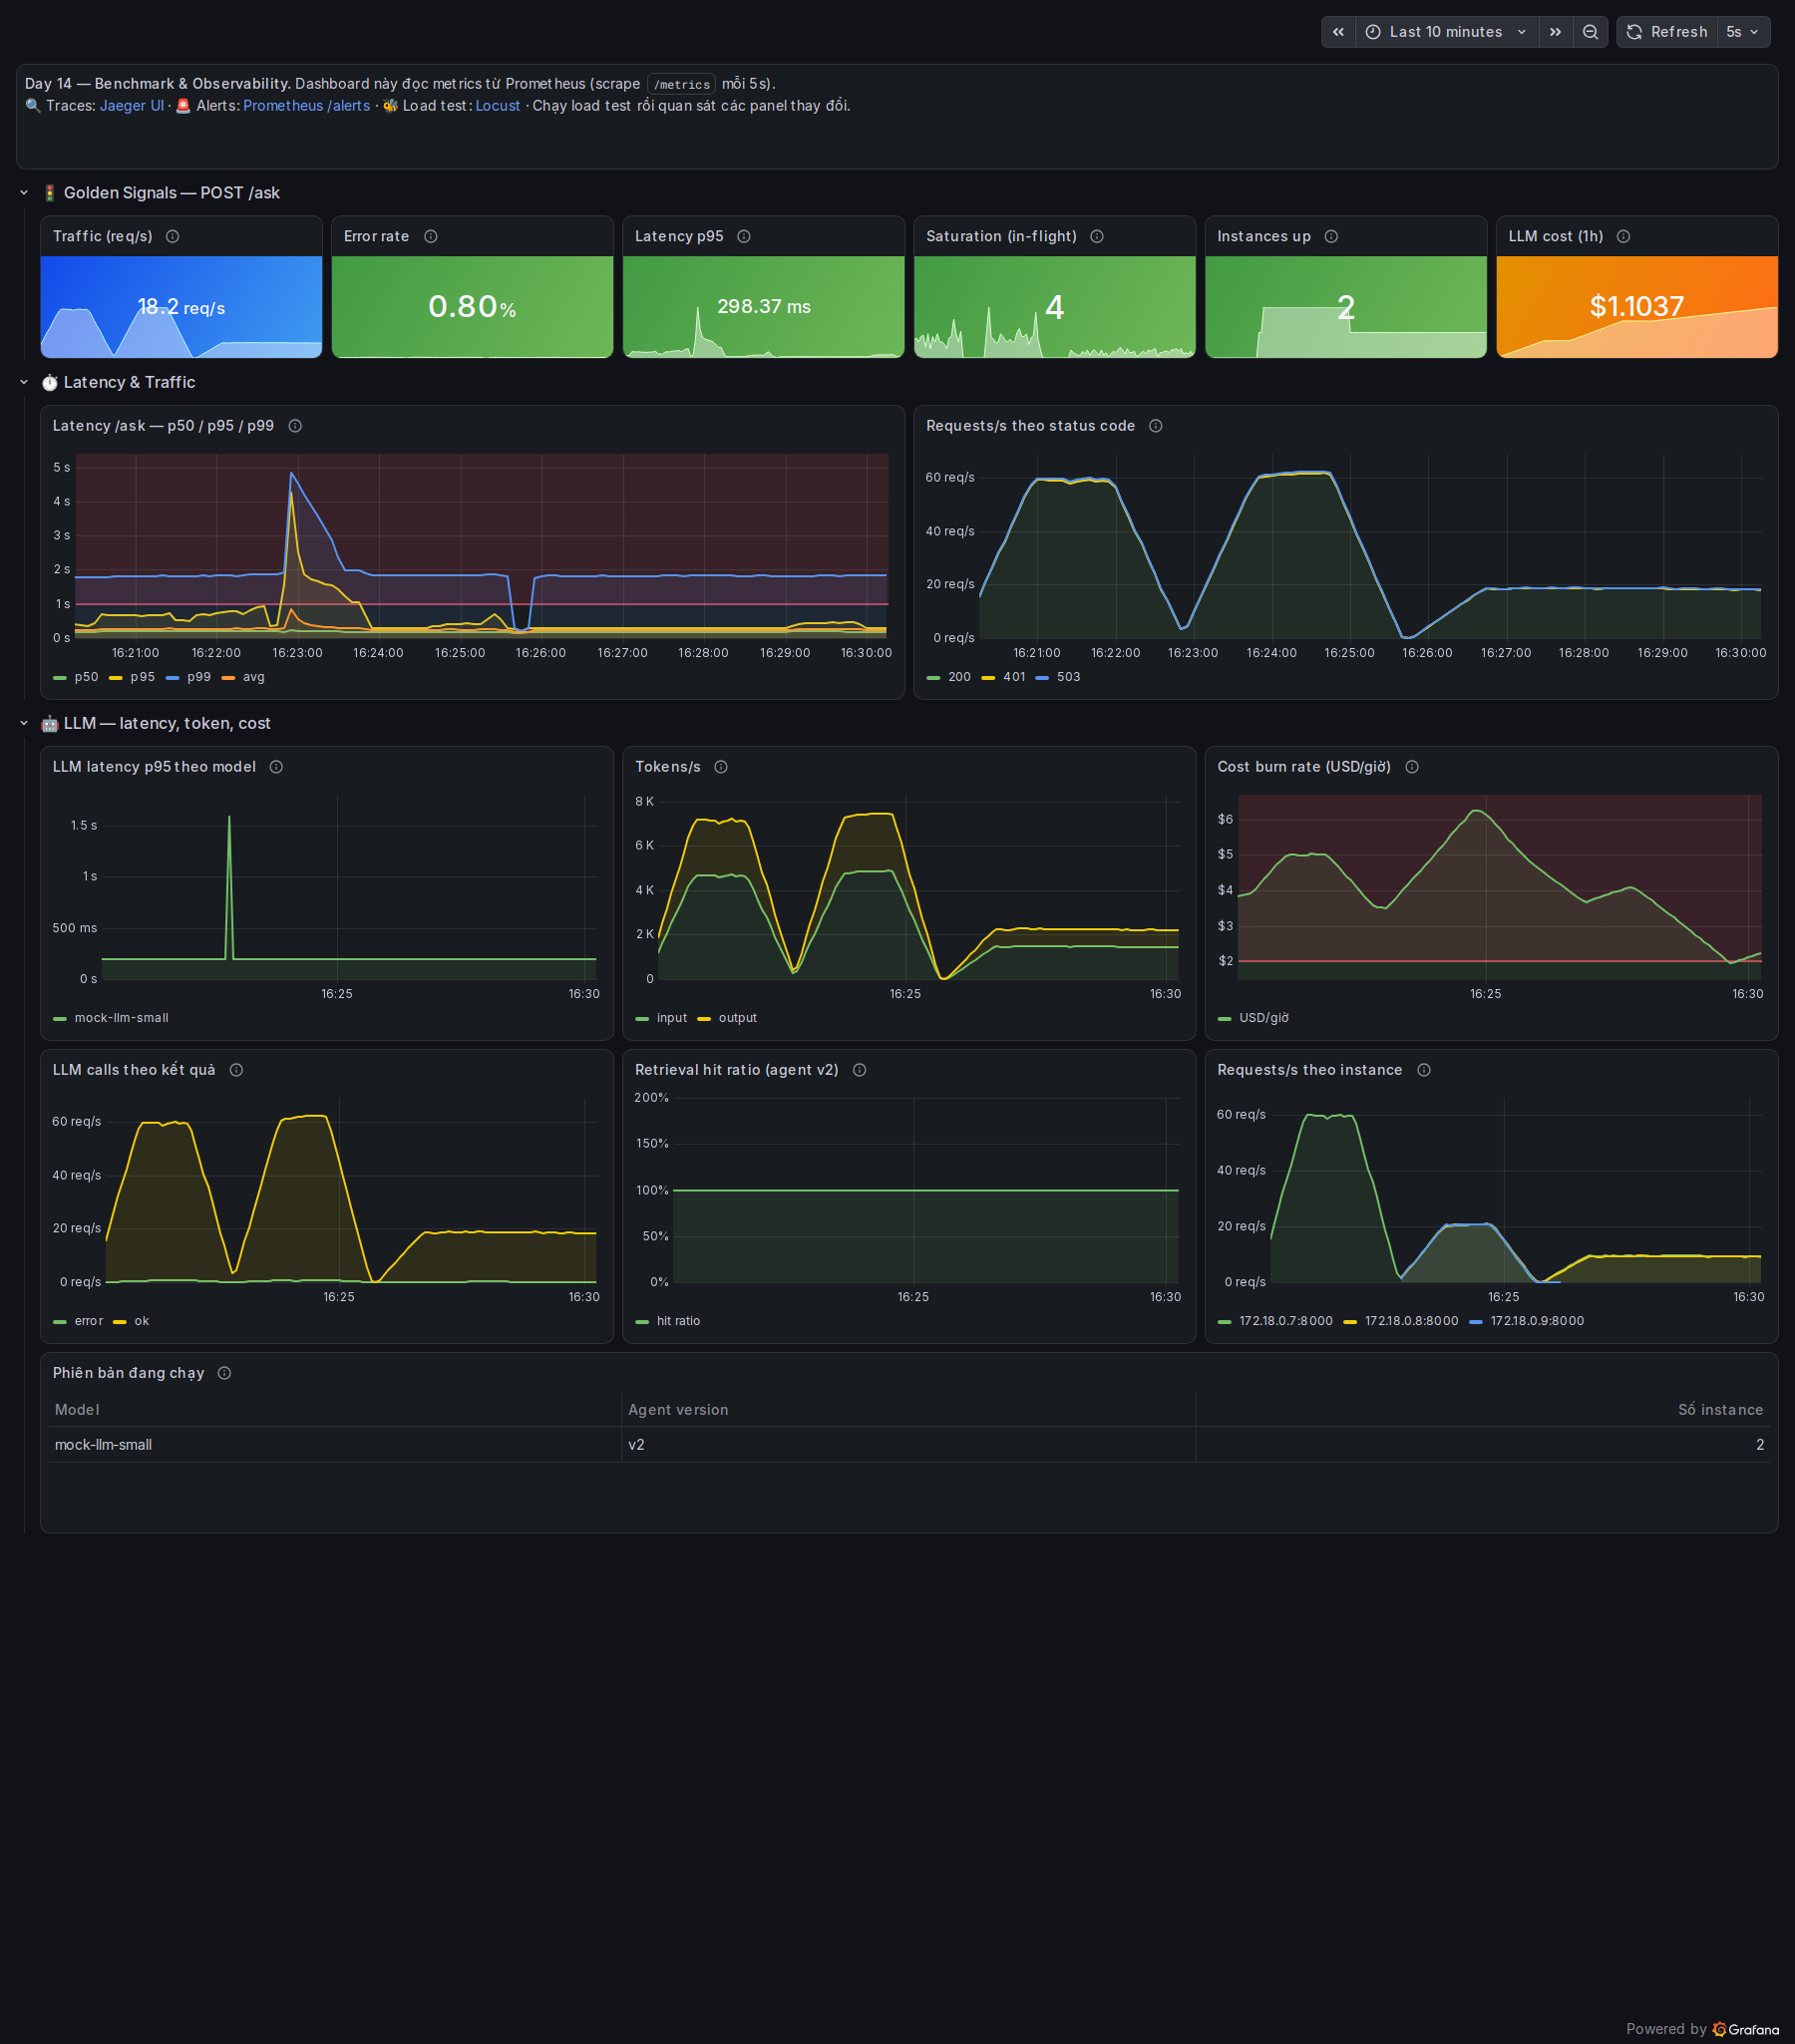 Last 10 minutes
Refresh
5s
Day 14 — Benchmark & Observability. Dashboard này đọc metrics từ Prometheus (scrape /metrics mỗi 5s).
🔍 Traces: Jaeger UI · 🚨 Alerts: Prometheus /alerts · 🐝 Load test: Locust · Chạy load test rồi quan sát các panel thay đổi.
🚦 Golden Signals — POST /ask
Traffic (req/s)
18.2 req/s
Error rate
0.80%
Latency p95
298.37 ms
Saturation (in-flight)
4
Instances up
2
LLM cost (1h)
$1.1037
⏱️ Latency & Traffic
Latency /ask — p50 / p95 / p99
5 s
4 s
3 s
2 s
1 s
0 s
16:21:00 16:22:00 16:23:00 16:24:00 16:25:00 16:26:00 16:27:00 16:28:00 16:29:00 16:30:00
p50 p95 p99 avg
Requests/s theo status code
60 req/s
40 req/s
20 req/s
0 req/s
16:21:00 16:22:00 16:23:00 16:24:00 16:25:00 16:26:00 16:27:00 16:28:00 16:29:00 16:30:00
200 401 503
🤖 LLM — latency, token, cost
LLM latency p95 theo model
1.5 s
1 s
500 ms
0 s
16:25 16:30
mock-llm-small
Tokens/s
8 K
6 K
4 K
2 K
0
16:25 16:30
input output
Cost burn rate (USD/giờ)
$6
$5
$4
$3
$2
16:25 16:30
USD/giờ
LLM calls theo kết quả
60 req/s
40 req/s
20 req/s
0 req/s
16:25 16:30
error ok
Retrieval hit ratio (agent v2)
200%
150%
100%
50%
0%
16:25 16:30
hit ratio
Requests/s theo instance
60 req/s
40 req/s
20 req/s
0 req/s
16:25 16:30
172.18.0.7:8000 172.18.0.8:8000 172.18.0.9:8000
Phiên bản đang chạy
Model Agent version Số instance
mock-llm-small v2 2
Powered by Grafana